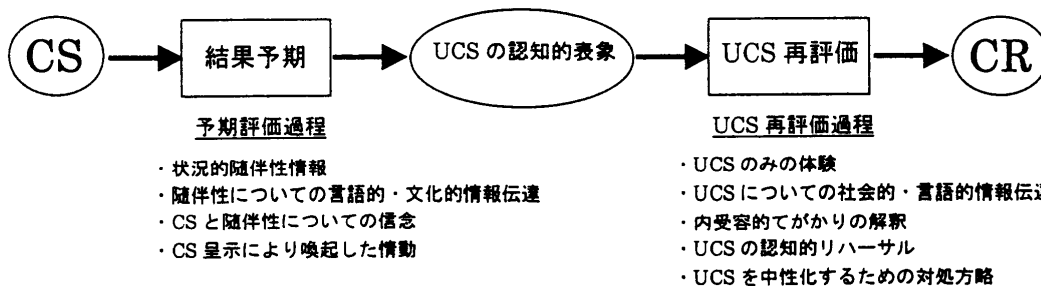 CS
結果予期
UCS の認知的表象
UCS 再評価
CR
予期評価過程
・状況的随伴性情報
・随伴性についての言語的・文化的情報伝達
・CS と随伴性についての信念
・CS 呈示により喚起した情動
UCS 再評価過程
・UCS のみの体験
・UCS についての社会的・言語的情報伝達
・内受容的てがかりの解釈
・UCS の認知的リハーサル
・UCS を中性化するための対処方略